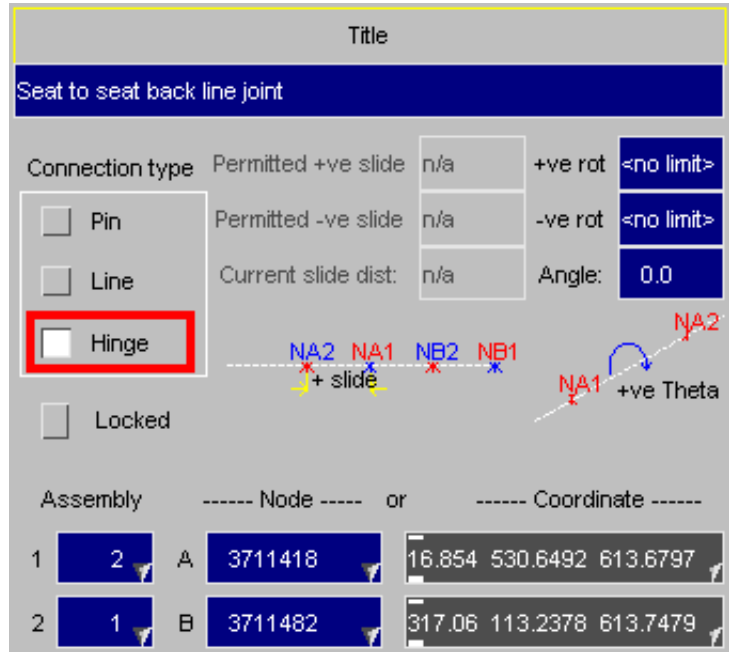 Title
Seat to seat back line joint
Connection type Permitted +ve slide n/a +ve rot <no limit>
Pin Permitted -ve slide n/a -ve rot <no limit>
Line Current slide dist: n/a Angle: 0.0
Hinge
NA2 NA1 NB2 NB1 NA2
+ slide NA1 +ve Theta
Locked
Assembly ------ Node ----- or ------ Coordinate ------
1 2 A 3711418 16.854 530.6492 613.6797
2 1 B 3711482 317.06 113.2378 613.7479